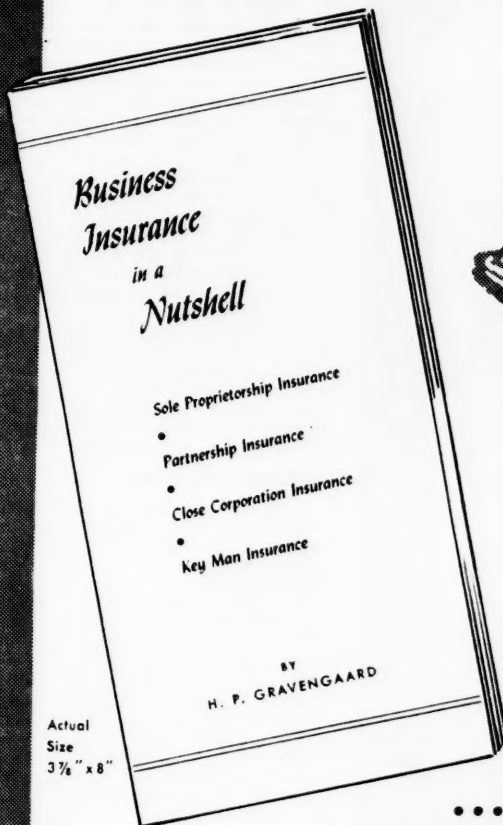 Business
Insurance
in a
Nutshell
Sole Proprietorship Insurance
•
Partnership Insurance
•
Close Corporation Insurance
•
Key Man Insurance
BY
H. P. GRAVENGAARD
Actual
Size
3 7/8" x 8"